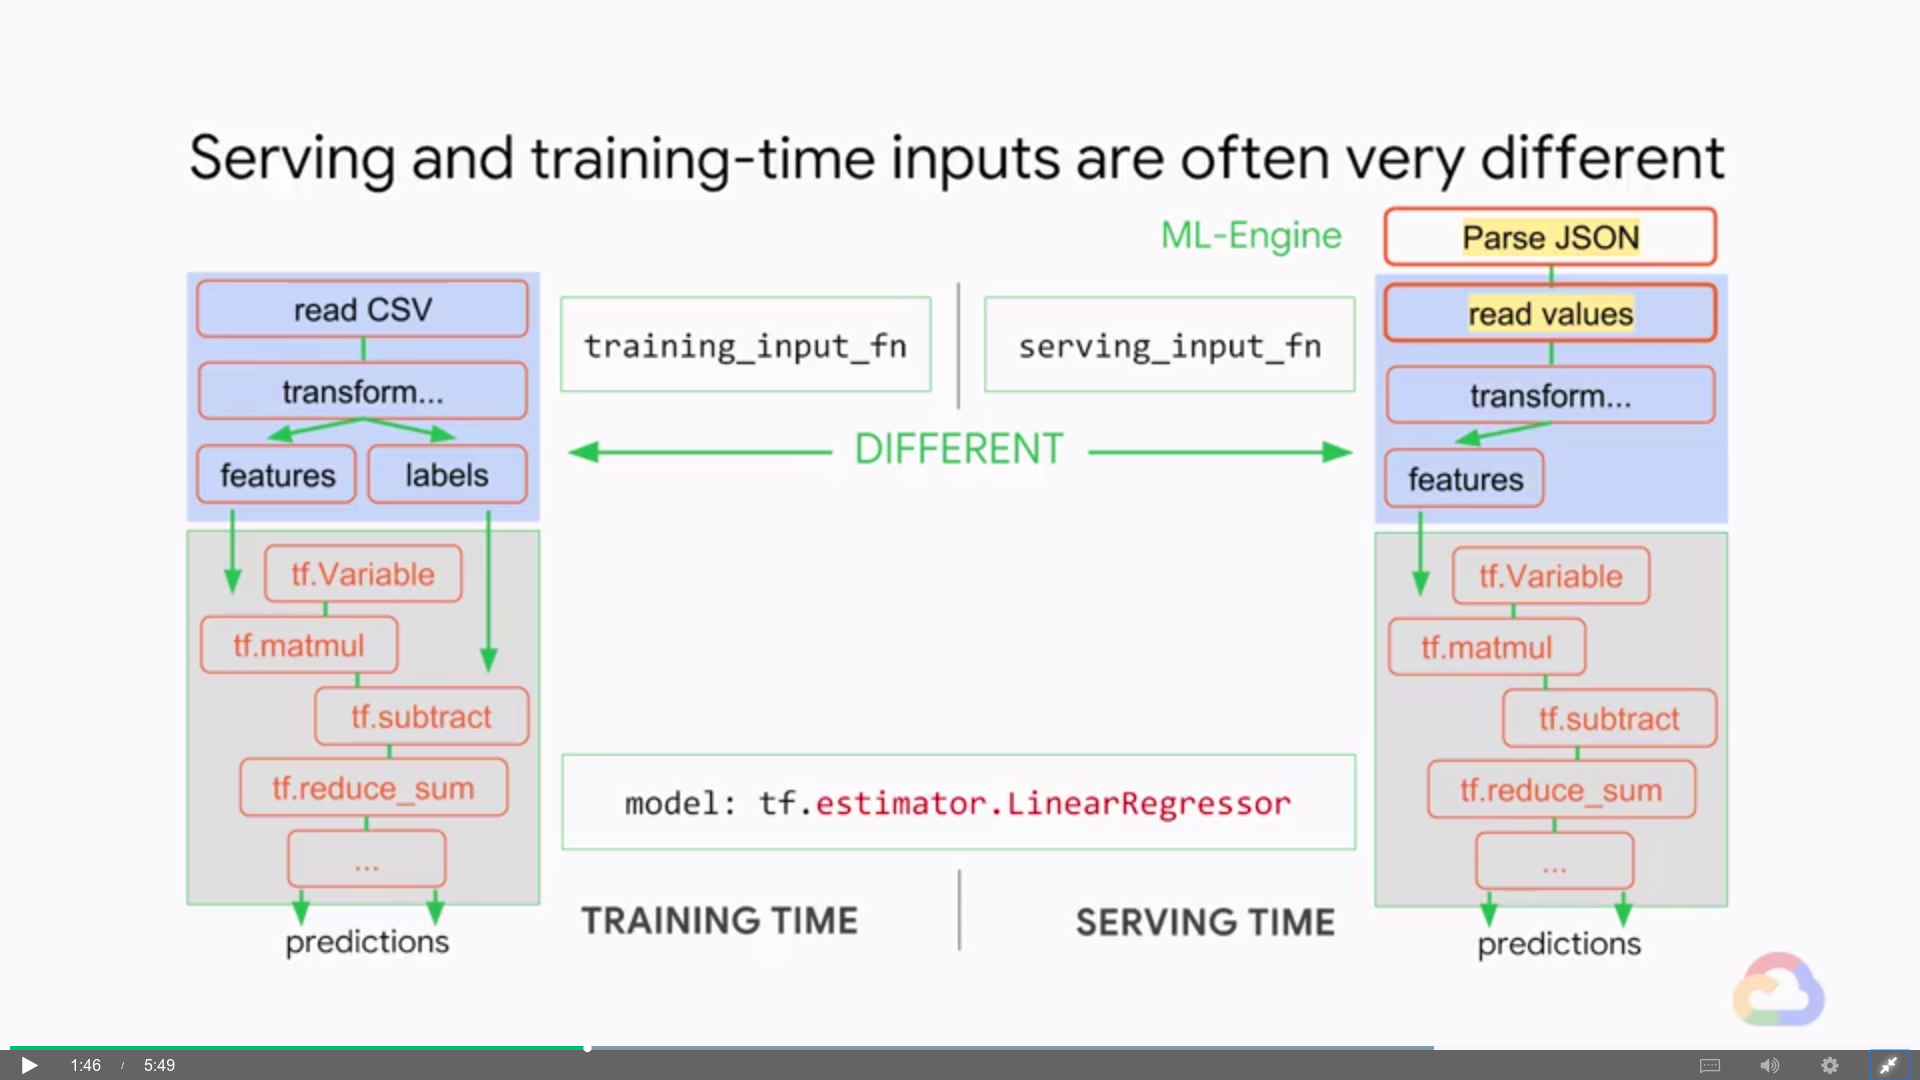 Serving and training-time inputs are often very different
ML-Engine
Parse JSON
read CSV
transform...
features
labels
training_input_fn
serving_input_fn
read values
transform...
features
DIFFERENT
tf.Variable
tf.matmul
tf.subtract
tf.reduce_sum
...
predictions
model: tf.estimator.LinearRegressor
TRAINING TIME
SERVING TIME
tf.Variable
tf.matmul
tf.subtract
tf.reduce_sum
...
predictions
1:46 / 5:49